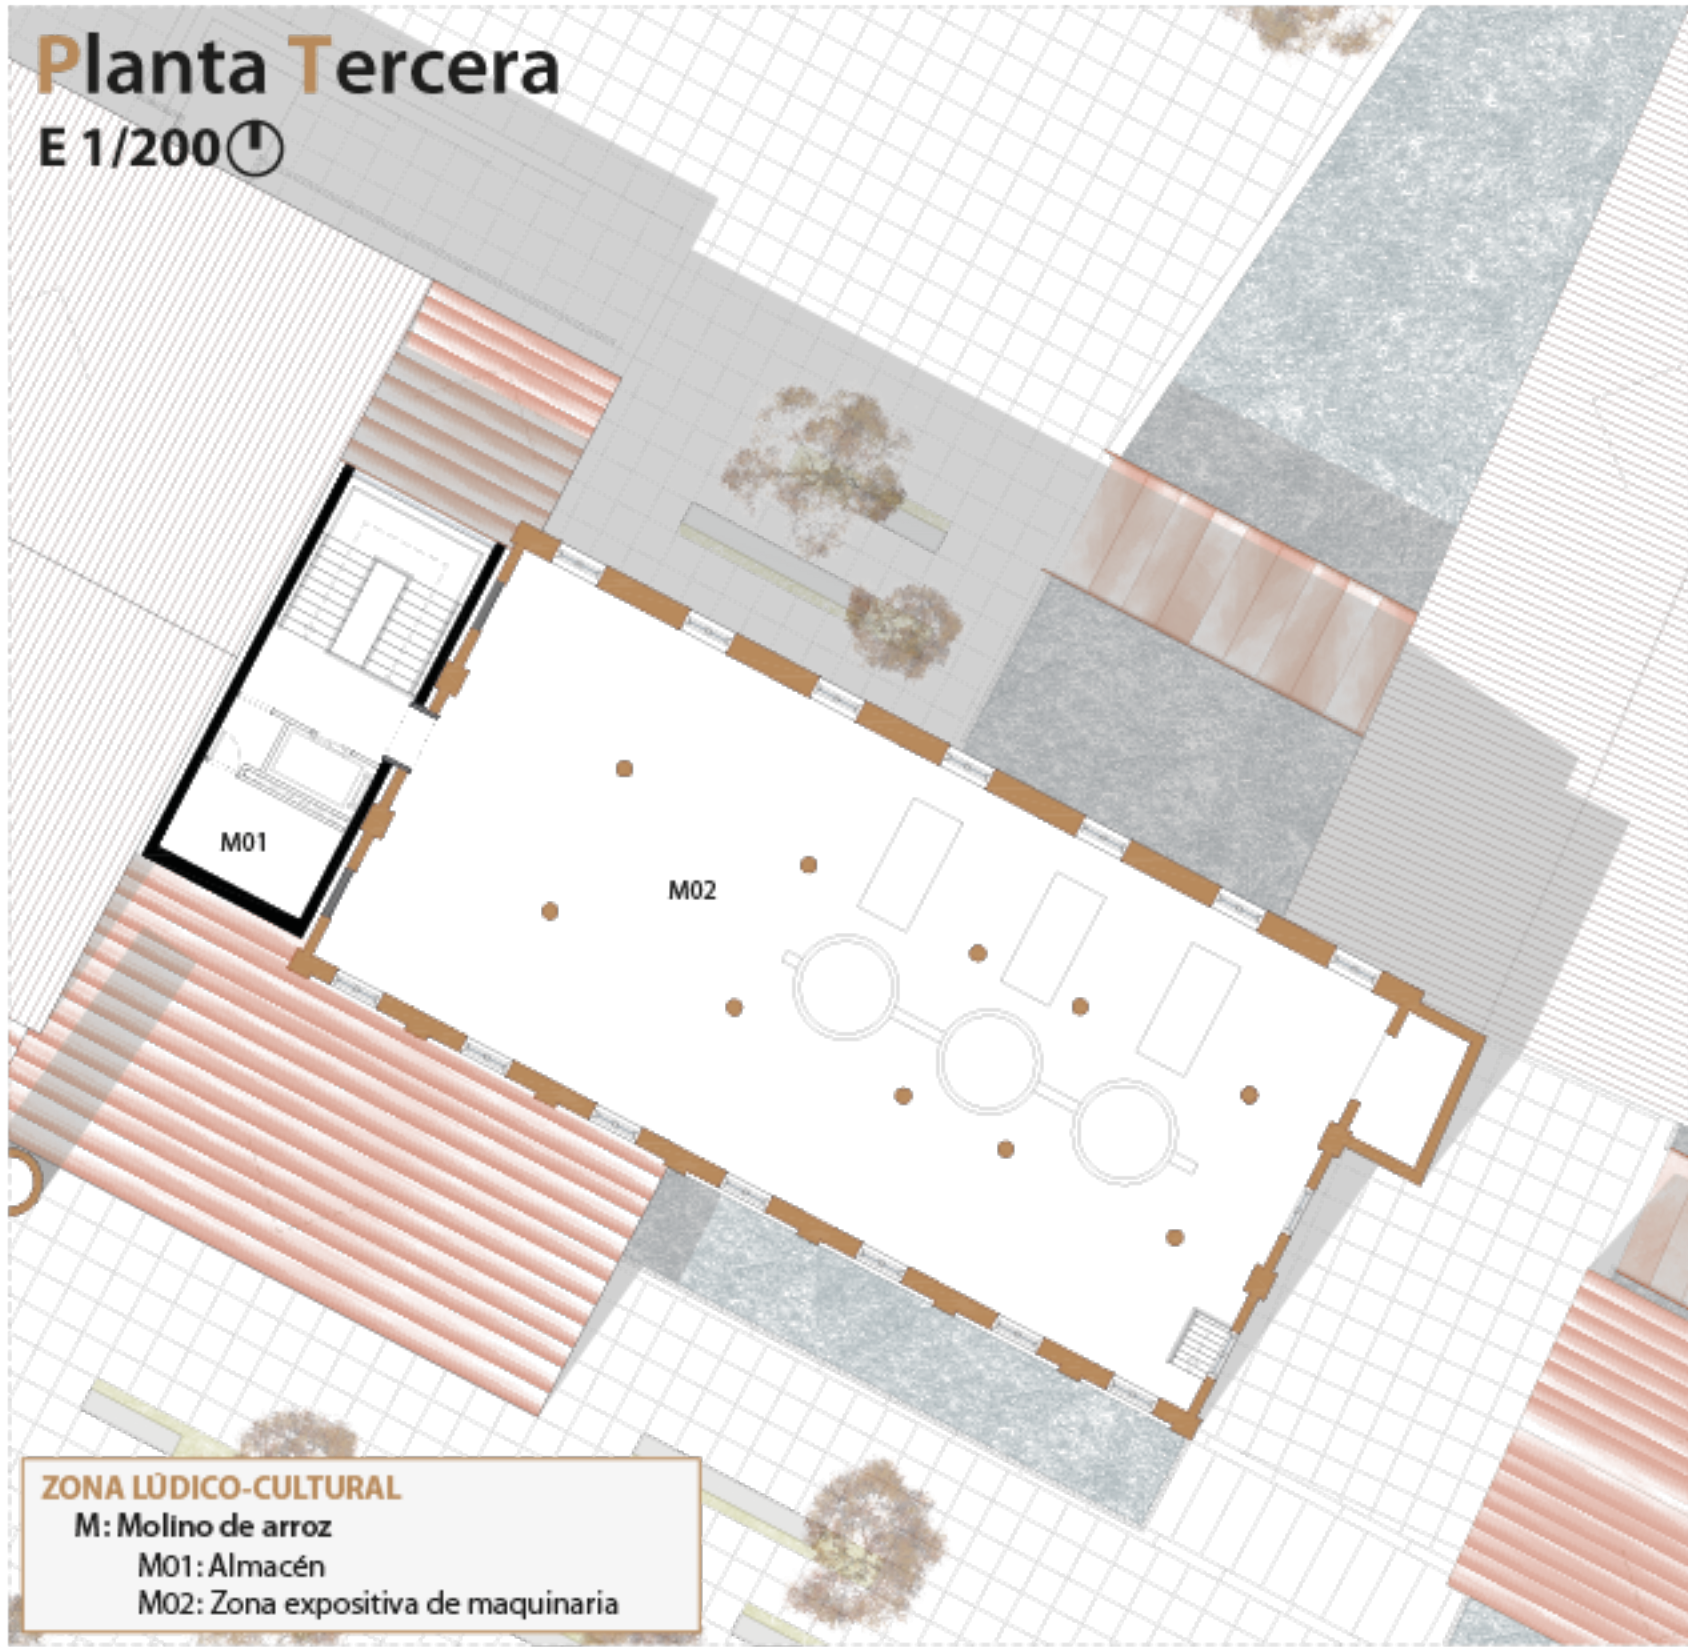 Planta Tercera
E 1/200
M01
M02
ZONA LÚDICO-CULTURAL
M: Molino de arroz
M01: Almacén
M02: Zona expositiva de maquinaria